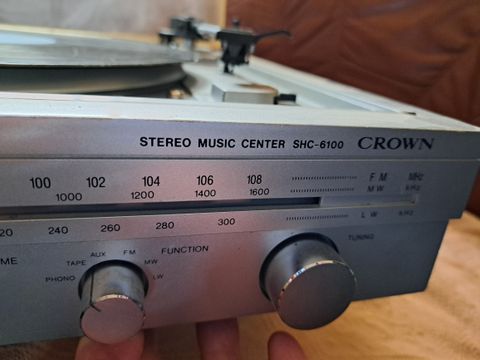 STEREO MUSIC CENTER SHC-6100 CROWN
100 102 104 106 108 FM MHz
1000 1200 1400 1600 MW kHz
220 240 260 280 300 LW kHz
TUNING
FUNCTION
PHONO TAPE AUX FM MW LW